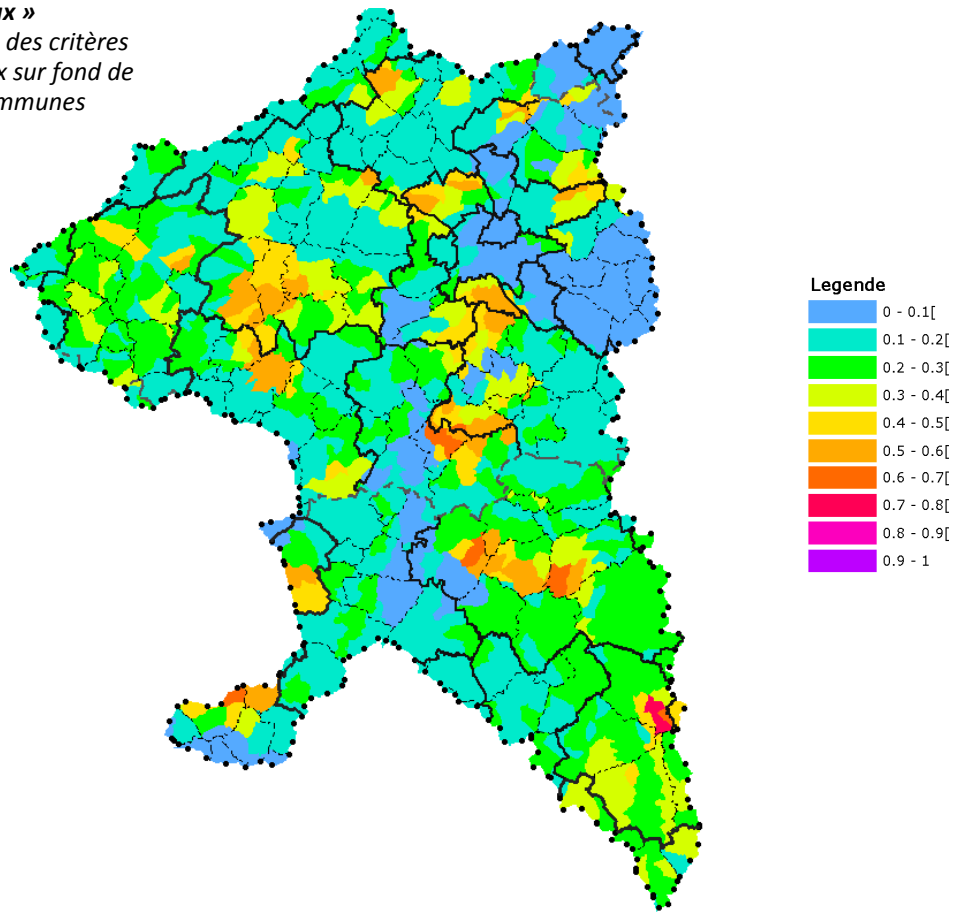 ux »
des critères
x sur fond de
mmunes
Legende
0 - 0.1[
0.1 - 0.2[
0.2 - 0.3[
0.3 - 0.4[
0.4 - 0.5[
0.5 - 0.6[
0.6 - 0.7[
0.7 - 0.8[
0.8 - 0.9[
0.9 - 1